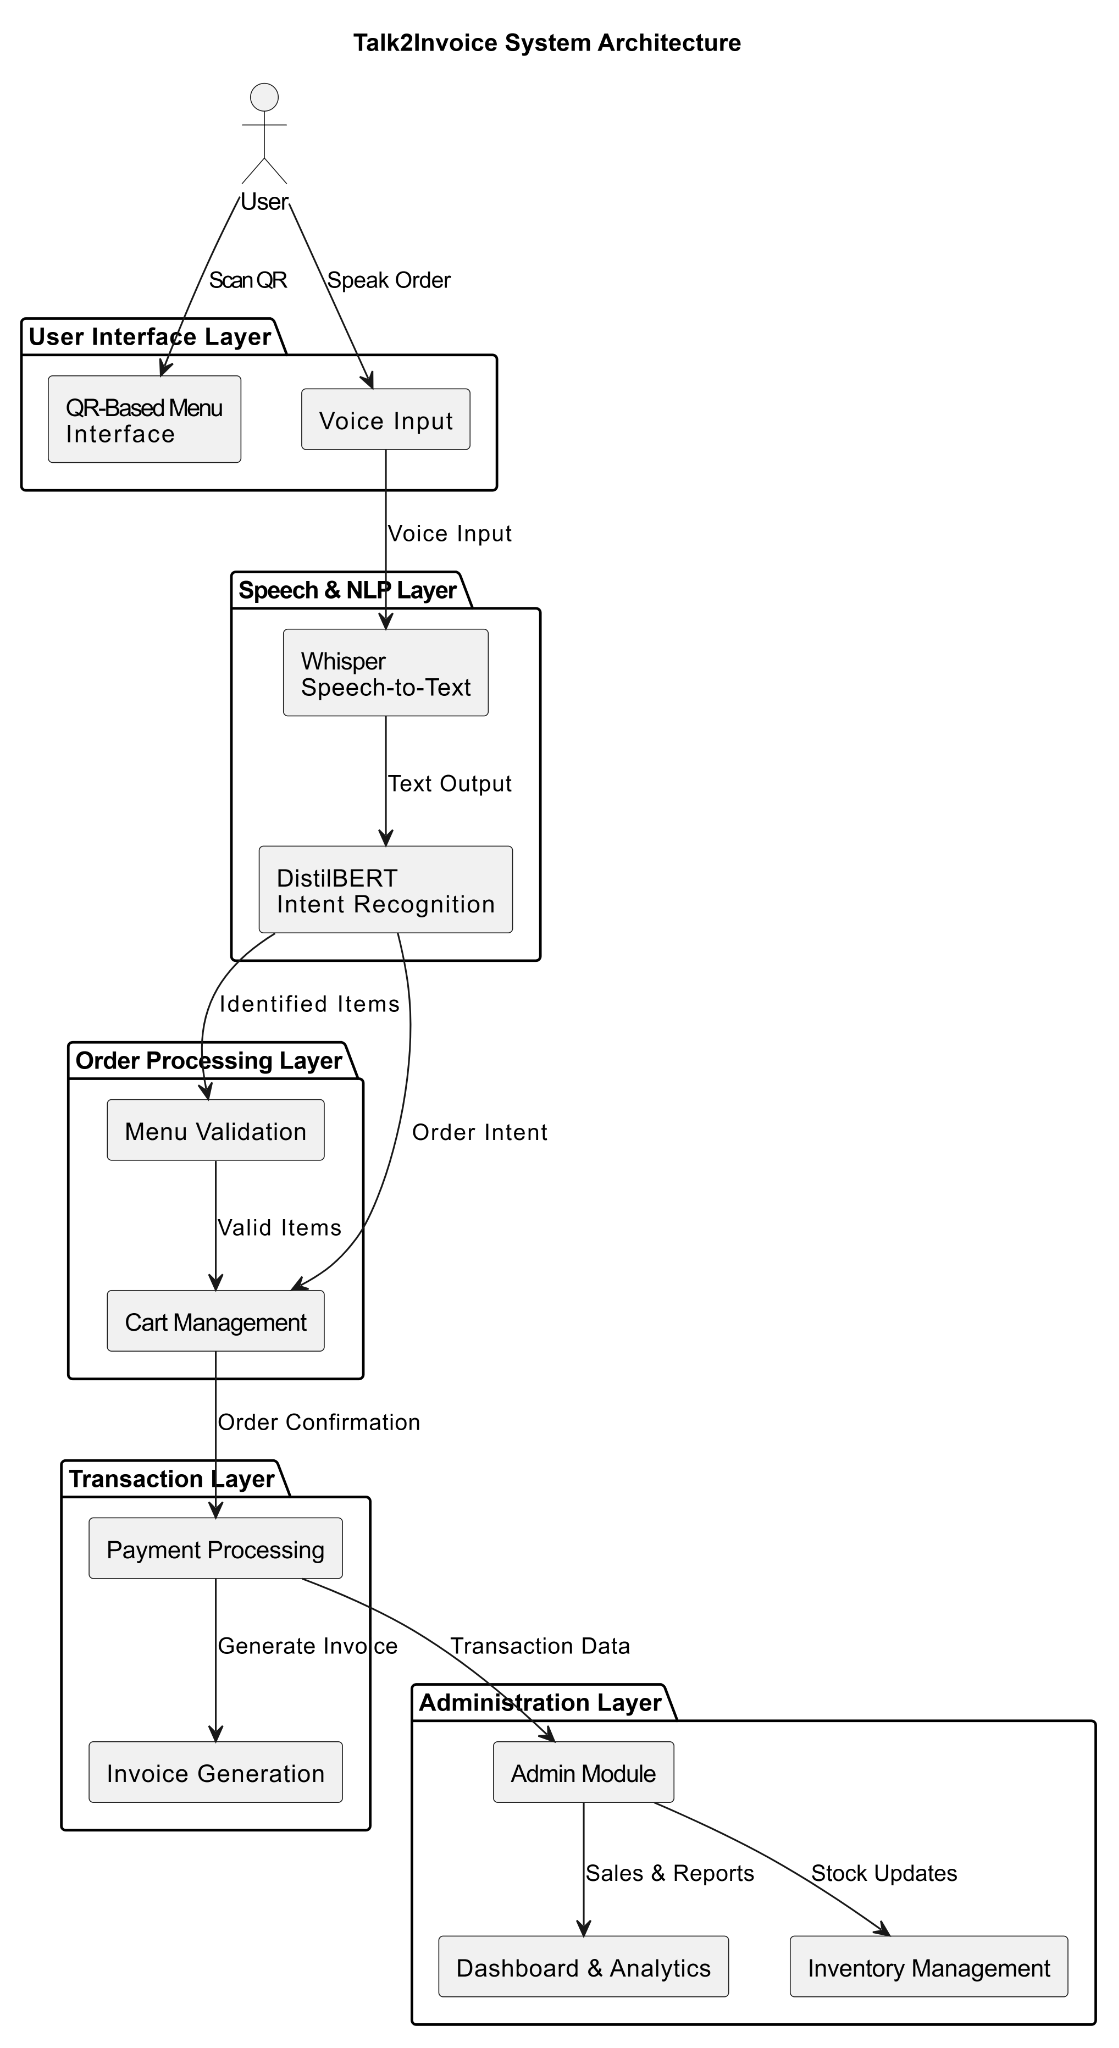 Talk2Invoice System Architecture
User
Scan QR
Speak Order
User Interface Layer
QR-Based Menu
Interface
Voice Input
Voice Input
Speech & NLP Layer
Whisper
Speech-to-Text
Text Output
DistilBERT
Intent Recognition
Identified Items
Order Processing Layer
Menu Validation
Order Intent
Valid Items
Cart Management
Order Confirmation
Transaction Layer
Payment Processing
Generate Invoice
Transaction Data
Administration Layer
Invoice Generation
Admin Module
Sales & Reports
Stock Updates
Dashboard & Analytics
Inventory Management